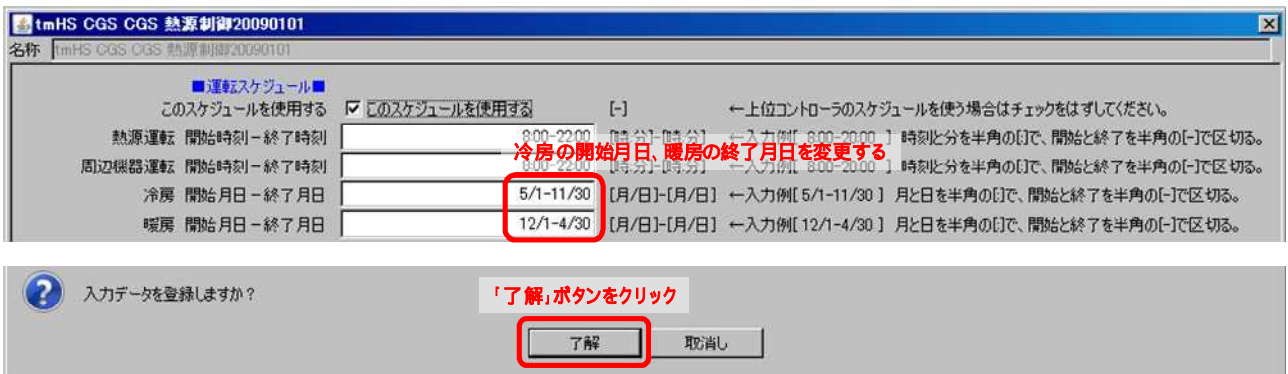 tmHS CGS CGS 熱源制御20090101
名称 tmHS CGS CGS 熱源制御20090101
■運転スケジュール■
このスケジュールを使用する このスケジュールを使用する [-] ←上位コントローラのスケジュールを使う場合はチェックをはずしてください。
熱源運転 開始時刻－終了時刻 8:00-22:00 [時:分]-[時:分] ←入力例[ 8:00-20:00 ] 時刻と分を半角の[:]で、開始と終了を半角の[-]で区切る。
冷房の開始月日、暖房の終了月日を変更する
周辺機器運転 開始時刻－終了時刻 8:00-22:00 [時:分]-[時:分] ←入力例[ 8:00-20:00 ] 時刻と分を半角の[:]で、開始と終了を半角の[-]で区切る。
冷房 開始月日－終了月日 5/1-11/30 [月/日]-[月/日] ←入力例[ 5/1-11/30 ] 月と日を半角の[:]で、開始と終了を半角の[-]で区切る。
暖房 開始月日－終了月日 12/1-4/30 [月/日]-[月/日] ←入力例[ 12/1-4/30 ] 月と日を半角の[:]で、開始と終了を半角の[-]で区切る。
入力データを登録しますか？
「了解」ボタンをクリック
了解 取消し